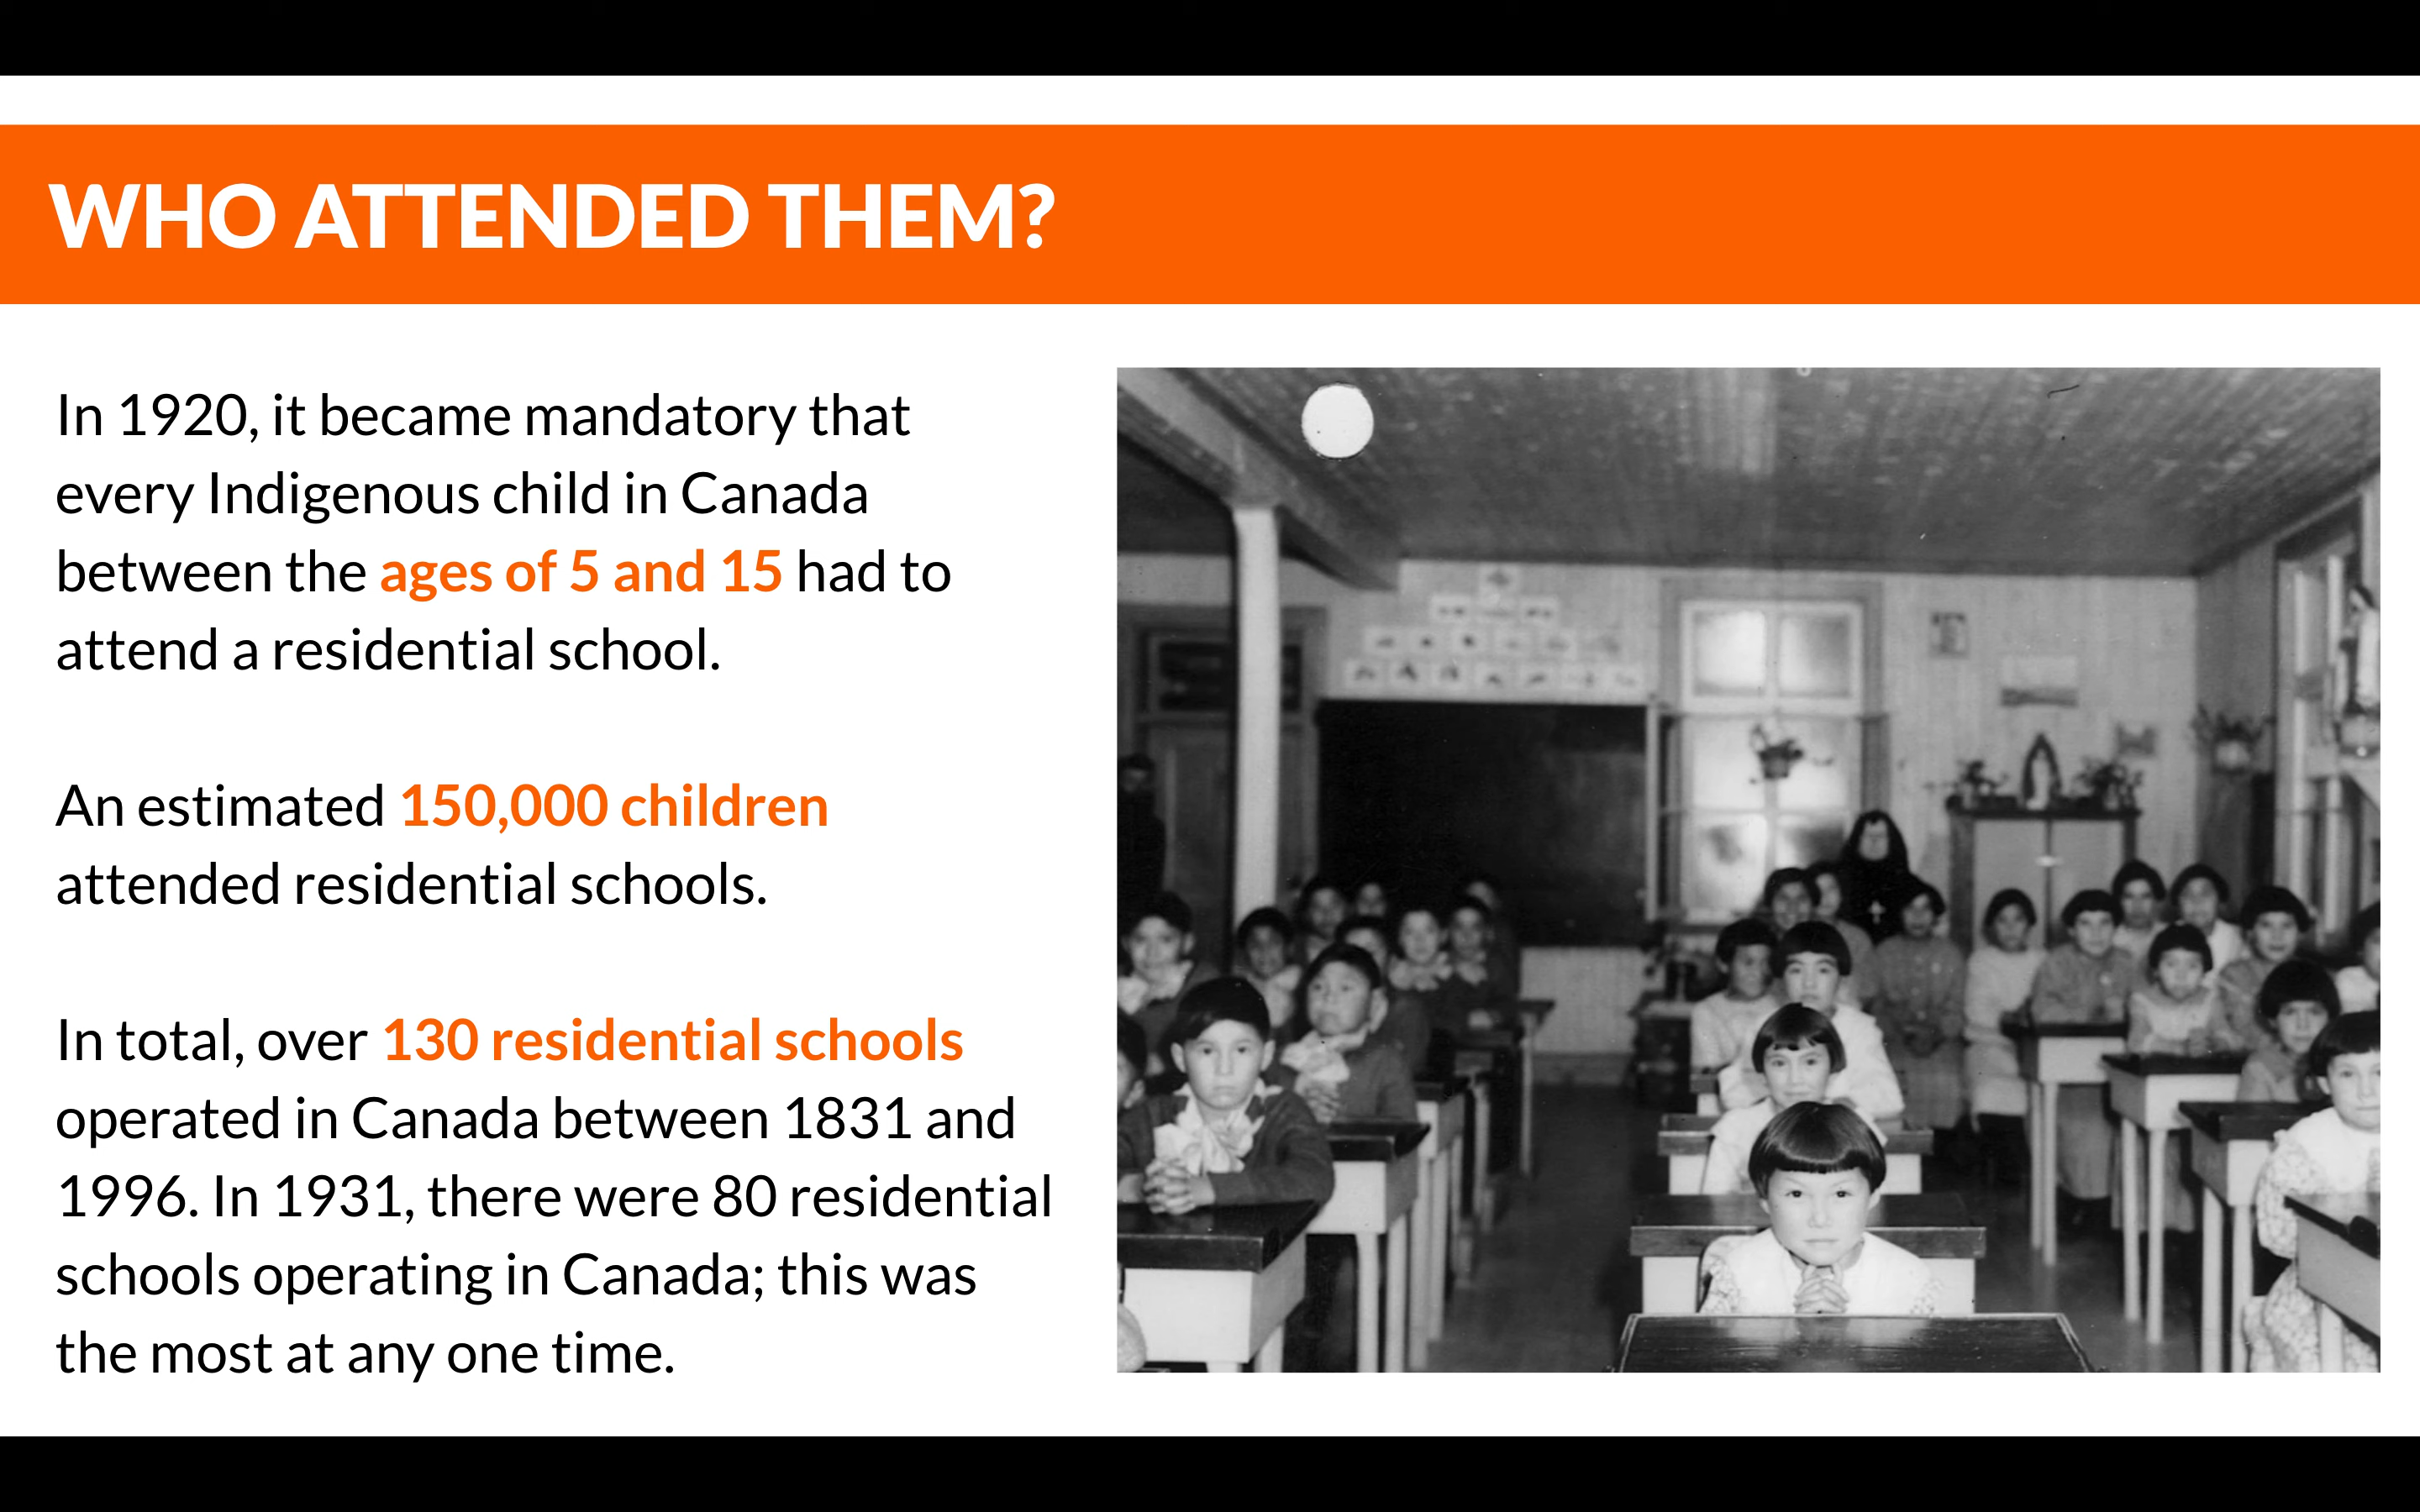 WHO ATTENDED THEM?
In 1920, it became mandatory that
every Indigenous child in Canada
between the ages of 5 and 15 had to
attend a residential school.
An estimated 150,000 children
attended residential schools.
In total, over 130 residential schools
operated in Canada between 1831 and
1996. In 1931, there were 80 residential
schools operating in Canada; this was
the most at any one time.